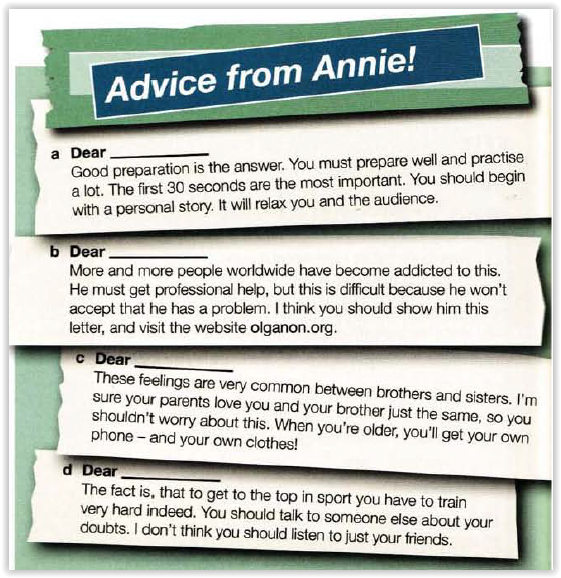 Advice from Annie!
a Dear __________
Good preparation is the answer. You must prepare well and practise
a lot. The first 30 seconds are the most important. You should begin
with a personal story. It will relax you and the audience.
b Dear __________
More and more people worldwide have become addicted to this.
He must get professional help, but this is difficult because he won't
accept that he has a problem. I think you should show him this
letter, and visit the website olganon.org.
c Dear __________
These feelings are very common between brothers and sisters. I'm
sure your parents love you and your brother just the same, so you
shouldn't worry about this. When you're older, you'll get your own
phone – and your own clothes!
d Dear __________
The fact is, that to get to the top in sport you have to train
very hard indeed. You should talk to someone else about your
doubts. I don't think you should listen to just your friends.